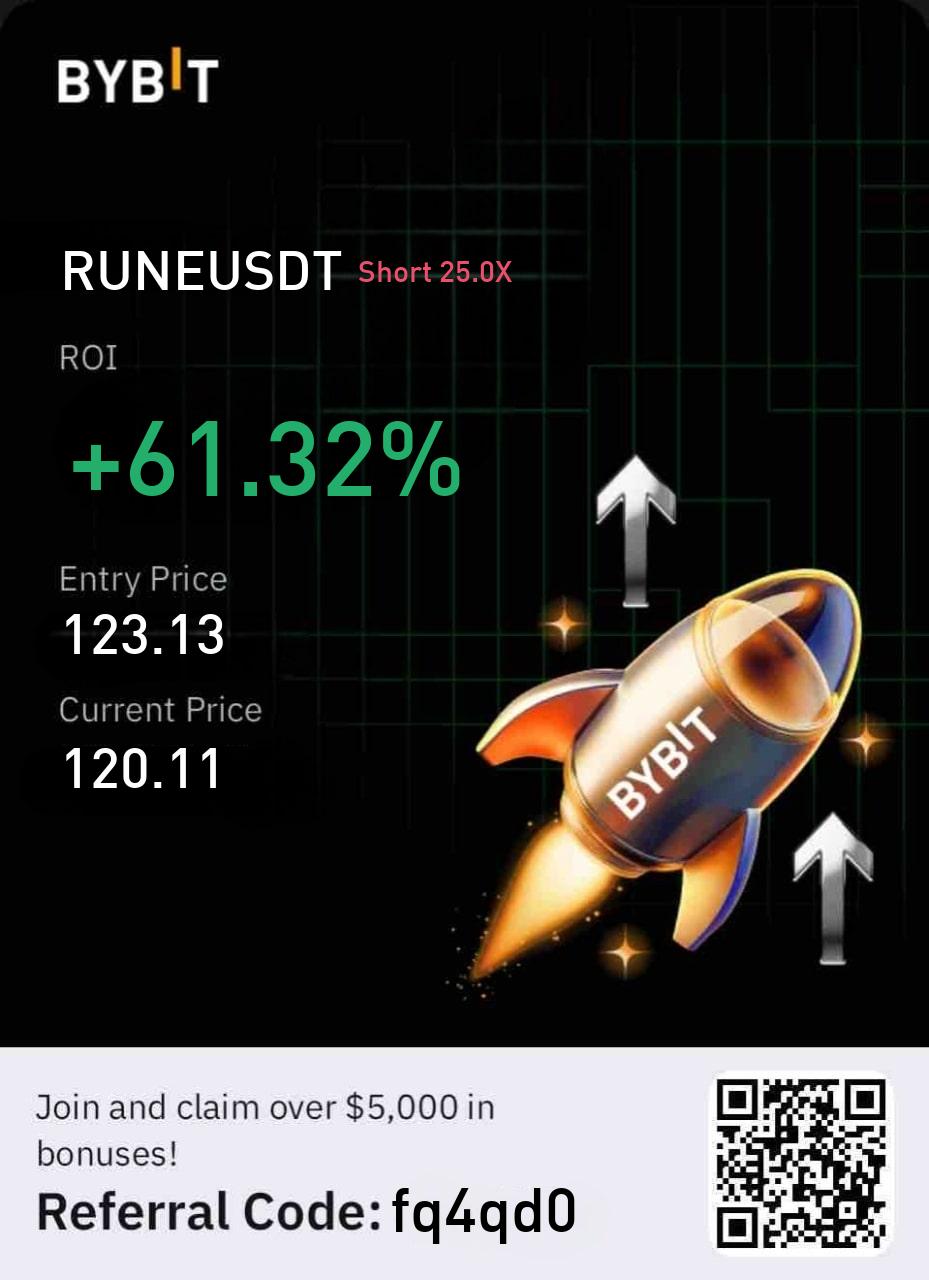 BYBIT
RUNEUSDT Short 25.0X
ROI
+61.32%
Entry Price
123.13
Current Price
120.11
BYBIT
Join and claim over $5,000 in
bonuses!
Referral Code: fq4qd0